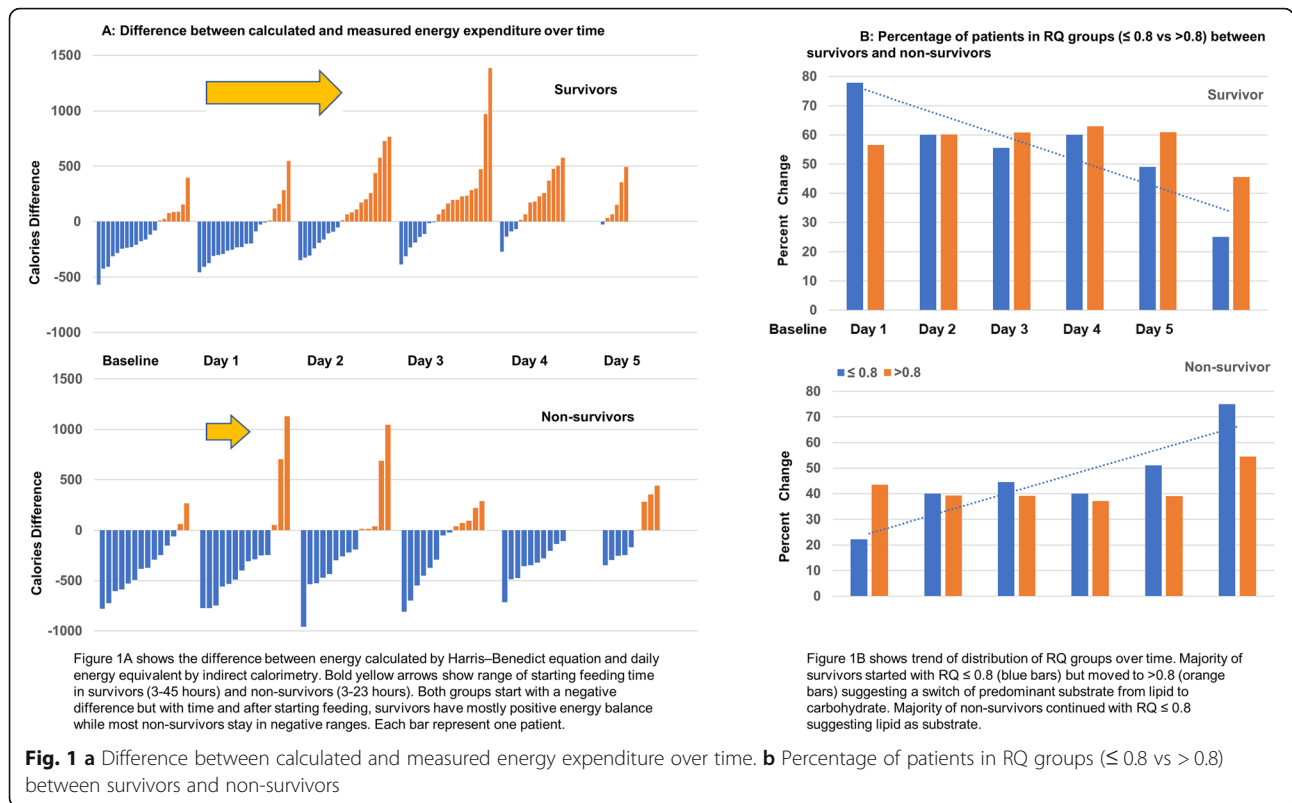 A: Difference between calculated and measured energy expenditure over time
1500
1000
500
0
-500
-1000
Calories Difference
Survivors
Baseline Day 1 Day 2 Day 3 Day 4 Day 5
1500
1000
500
0
-500
-1000
Calories Difference
Non-survivors
Figure 1A shows the difference between energy calculated by Harris–Benedict equation and daily
energy equivalent by indirect calorimetry. Bold yellow arrows show range of starting feeding time
in survivors (3-45 hours) and non-survivors (3-23 hours). Both groups start with a negative
difference but with time and after starting feeding, survivors have mostly positive energy balance
while most non-survivors stay in negative ranges. Each bar represent one patient.
B: Percentage of patients in RQ groups (≤ 0.8 vs >0.8) between
survivors and non-survivors
80
70
60
50
40
30
20
10
0
Percent Change
Survivor
Baseline Day 1 Day 2 Day 3 Day 4 Day 5
≤ 0.8 >0.8
Non-survivor
80
70
60
50
40
30
20
10
0
Percent Change
Figure 1B shows trend of distribution of RQ groups over time. Majority of
survivors started with RQ ≤ 0.8 (blue bars) but moved to >0.8 (orange
bars) suggesting a switch of predominant substrate from lipid to
carbohydrate. Majority of non-survivors continued with RQ ≤ 0.8
suggesting lipid as substrate.
Fig. 1 a Difference between calculated and measured energy expenditure over time. b Percentage of patients in RQ groups (≤ 0.8 vs > 0.8)
between survivors and non-survivors